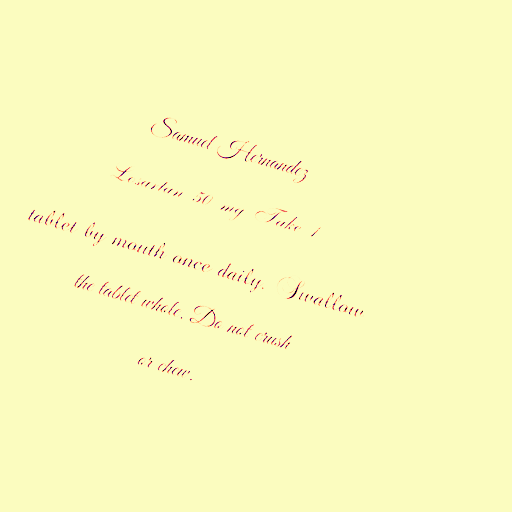 Samuel Hernandez
Losartan 50 mg Take 1
tablet by mouth once daily. Swallow
the tablet whole. Do not crush
or chew.